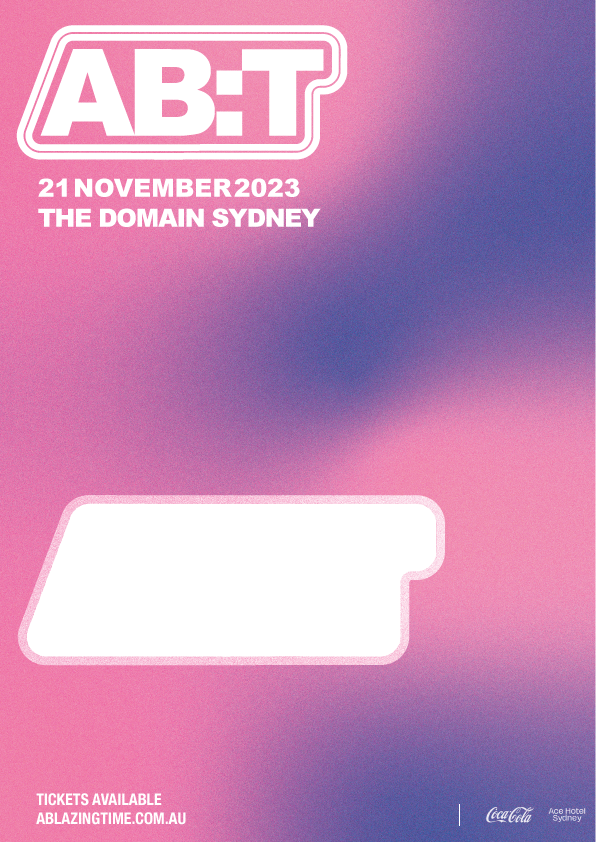 AB:T
21 NOVEMBER 2023
THE DOMAIN SYDNEY
TICKETS AVAILABLE
ABLAZINGTIME.COM.AU
Coca-Cola
Ace Hotel
Sydney